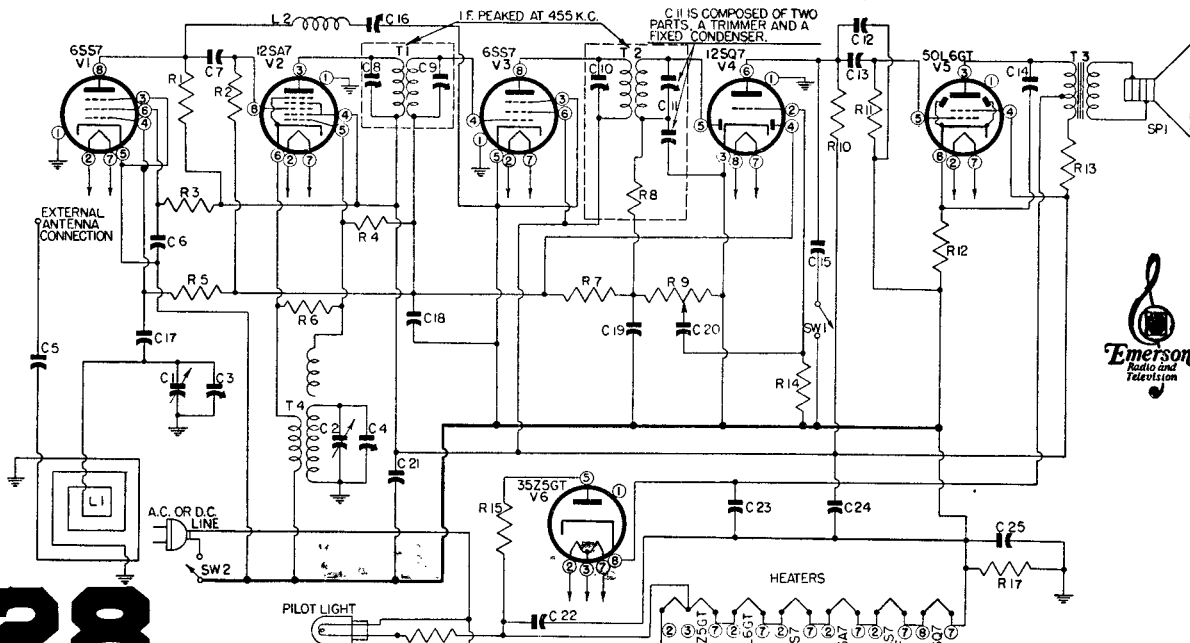 L2
C16
I.F. PEAKED AT 455 K.C.
C 11 IS COMPOSED OF TWO
PARTS, A TRIMMER AND A
FIXED CONDENSER.
6SS7
V1
C7
R1
R2
12SA7
V2
T1
C8
C9
6SS7
V3
T2
C10
C11
R8
12SQ7
V4
C12
C13
R10
R11
50L6GT
V5
C14
T3
SP1
R13
R3
C6
R4
R12
EXTERNAL
ANTENNA
CONNECTION
R5
R6
C18
R7
R9
C19
C20
C15
SW1
R14
Emerson
Radio and
Television
C5
C17
C1
C3
T4
C2
C4
C21
L1
A.C. OR D.C.
LINE
SW2
R15
35Z5GT
V6
C23
C24
C25
R17
HEATERS
28
PILOT LIGHT
C22